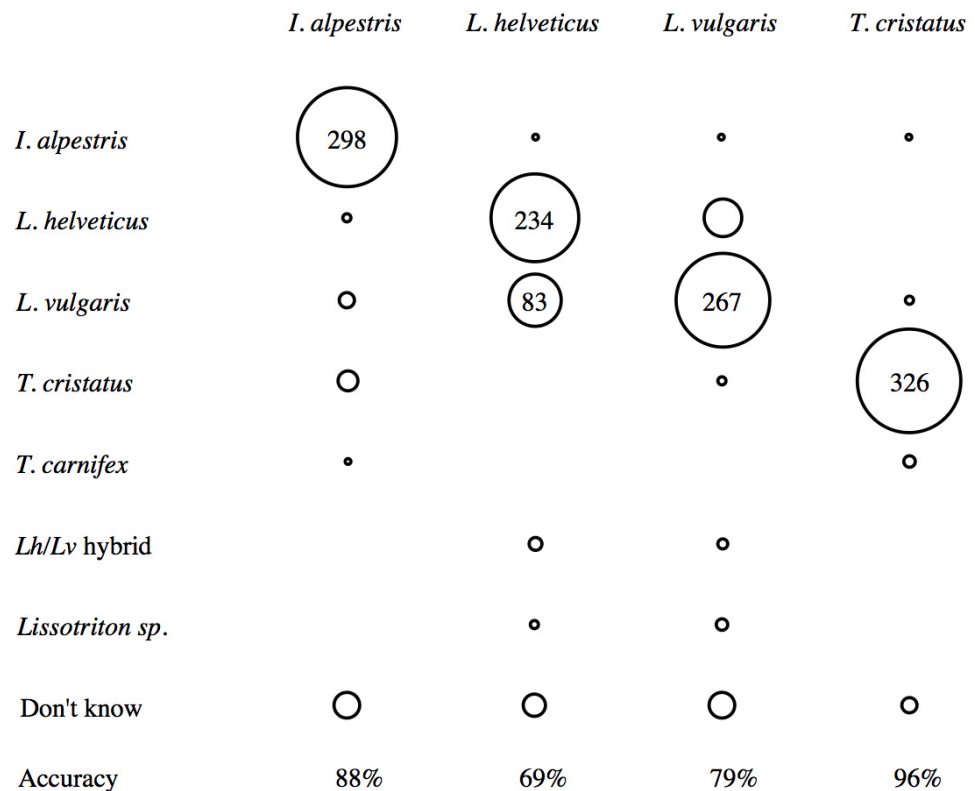 I. alpestris L. helveticus L. vulgaris T. cristatus
I. alpestris 298
L. helveticus 234
L. vulgaris 83 267
T. cristatus 326
T. carnifex
Lh/Lv hybrid
Lissotriton sp.
Don't know
Accuracy 88% 69% 79% 96%